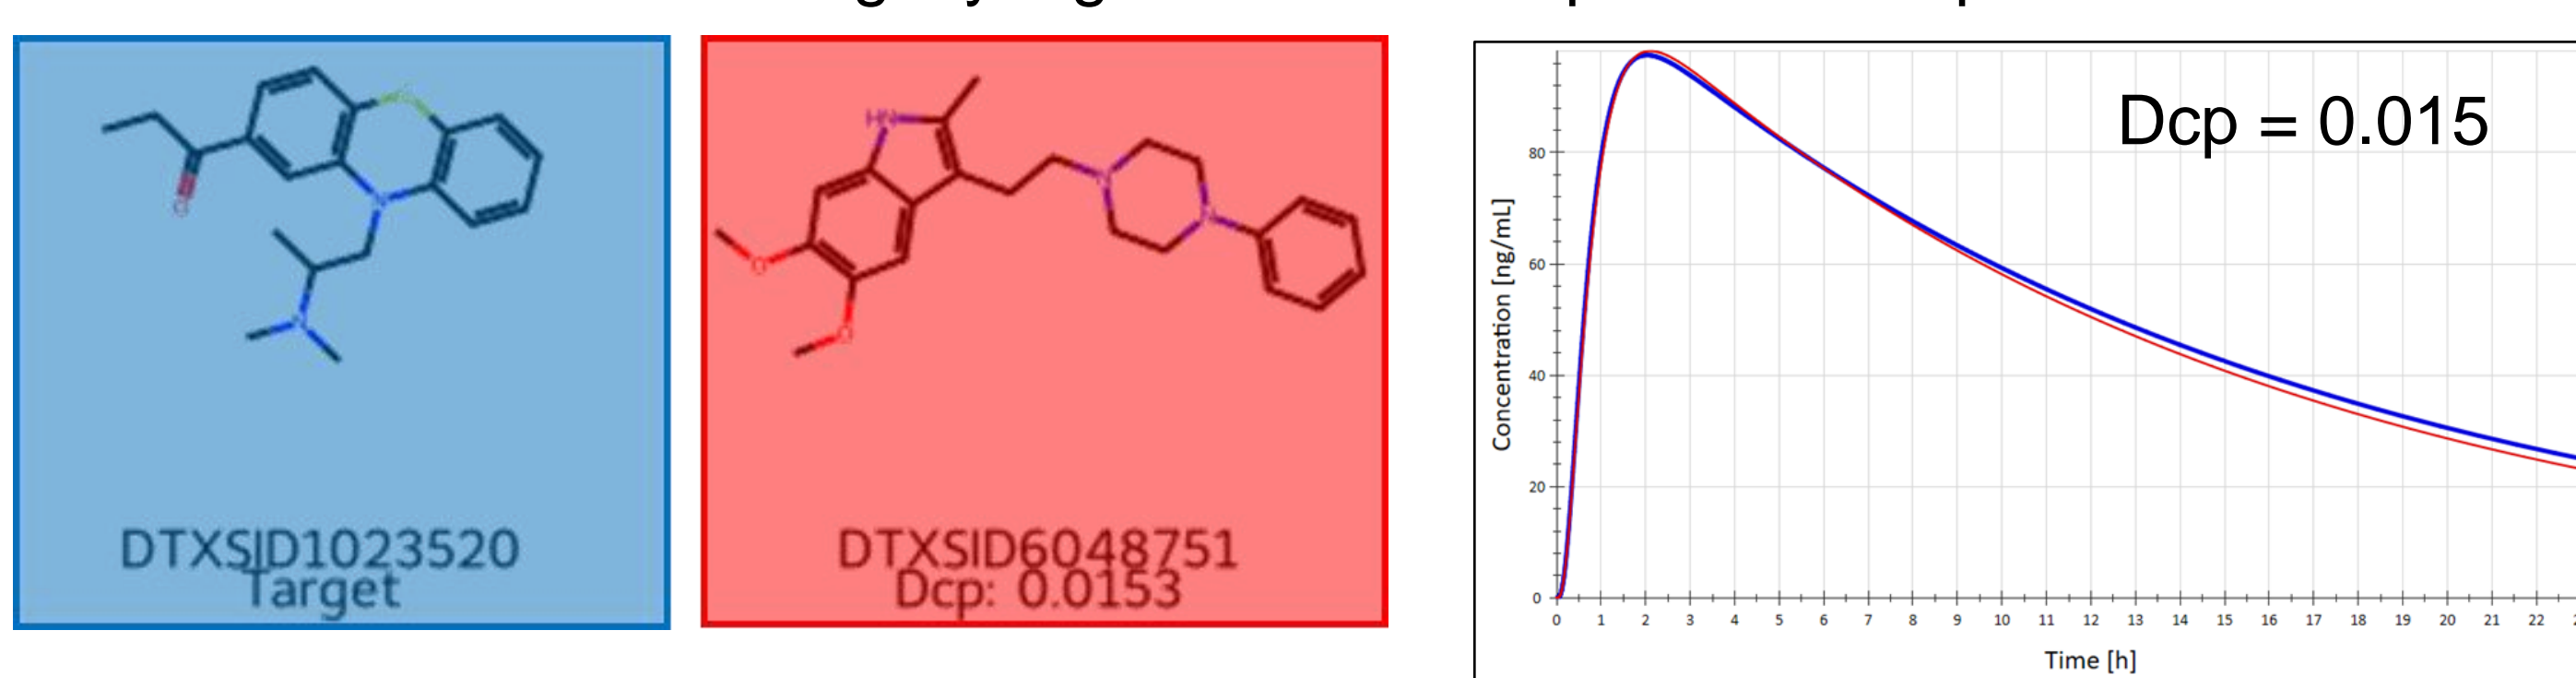 O
S
N
N
DTXSID1023520
Target
HN
N
N
O
O
DTXSID6048751
Dcp: 0.0153
Dcp = 0.015
Concentration [ng/mL]
80
60
40
20
0
0 1 2 3 4 5 6 7 8 9 10 11 12 13 14 15 16 17 18 19 20 21 22
Time [h]